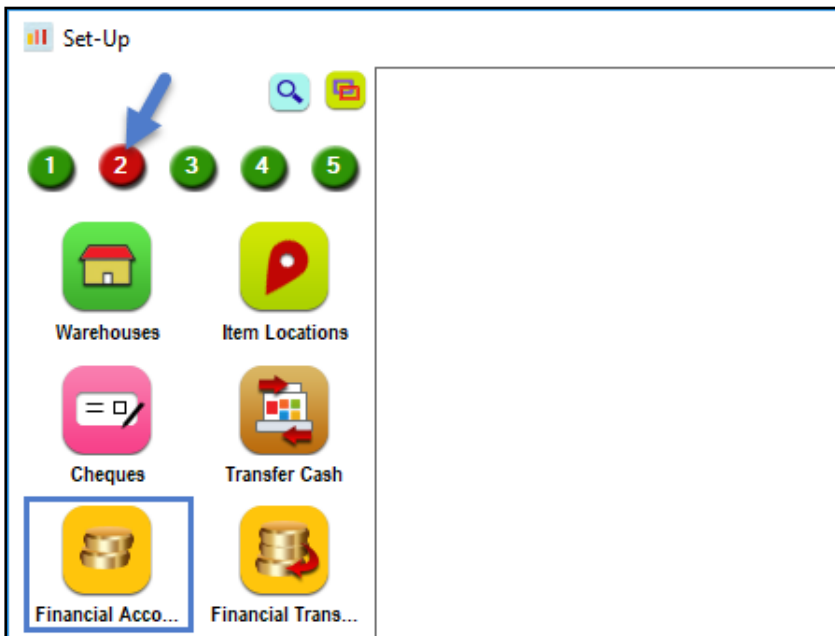 Set-Up
1 2 3 4 5
Warehouses Item Locations
Cheques Transfer Cash
Financial Acco... Financial Trans...